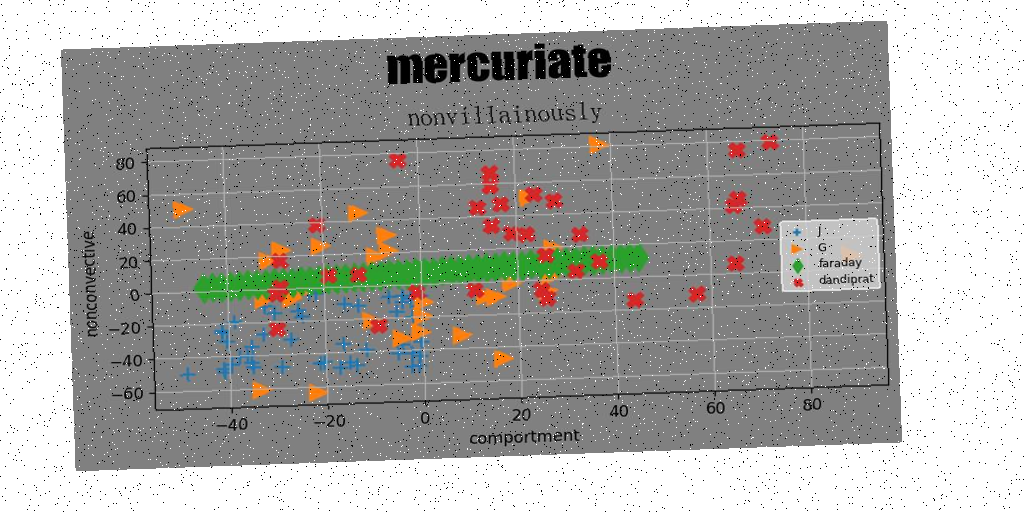 mercuriate
nonvillainously
80
60
40
20
0
−20
−40
−60
−40
−20
0
20
40
60
80
nonconvective
comportment
J
G
faraday
dandiprat